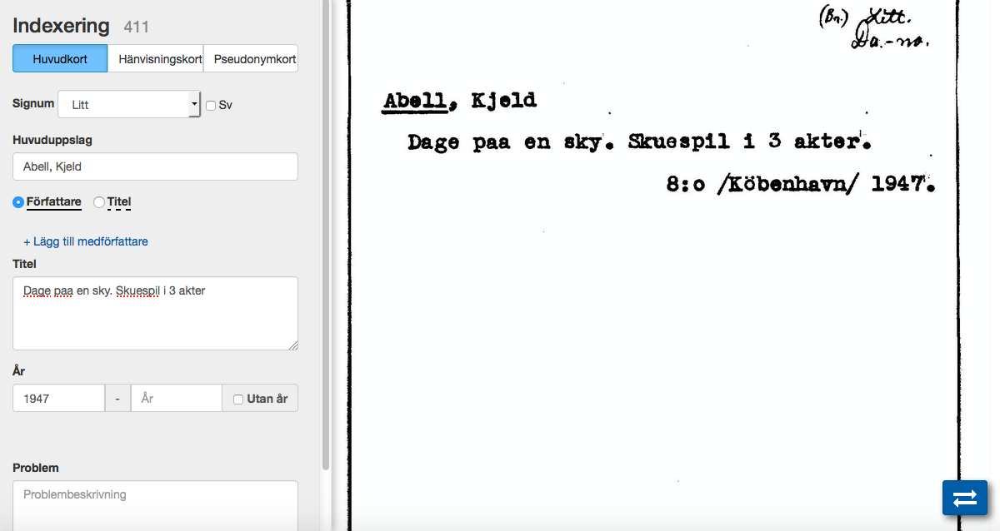 Indexering 411
Huvudkort Hänvisningskort Pseudonymkort
Signum Litt Sv
Huvuduppslag
Abell, Kjeld
Författare Titel
+ Lägg till medförfattare
Titel
Dage paa en sky. Skuespil i 3 akter
År
1947 - År Utan år
Problem
Problembeskrivning
(Bn.) Litt.
Da.-no.
Abell, Kjeld
Dage paa en sky. Skuespil i 3 akter.
8:o /Köbenhavn/ 1947.